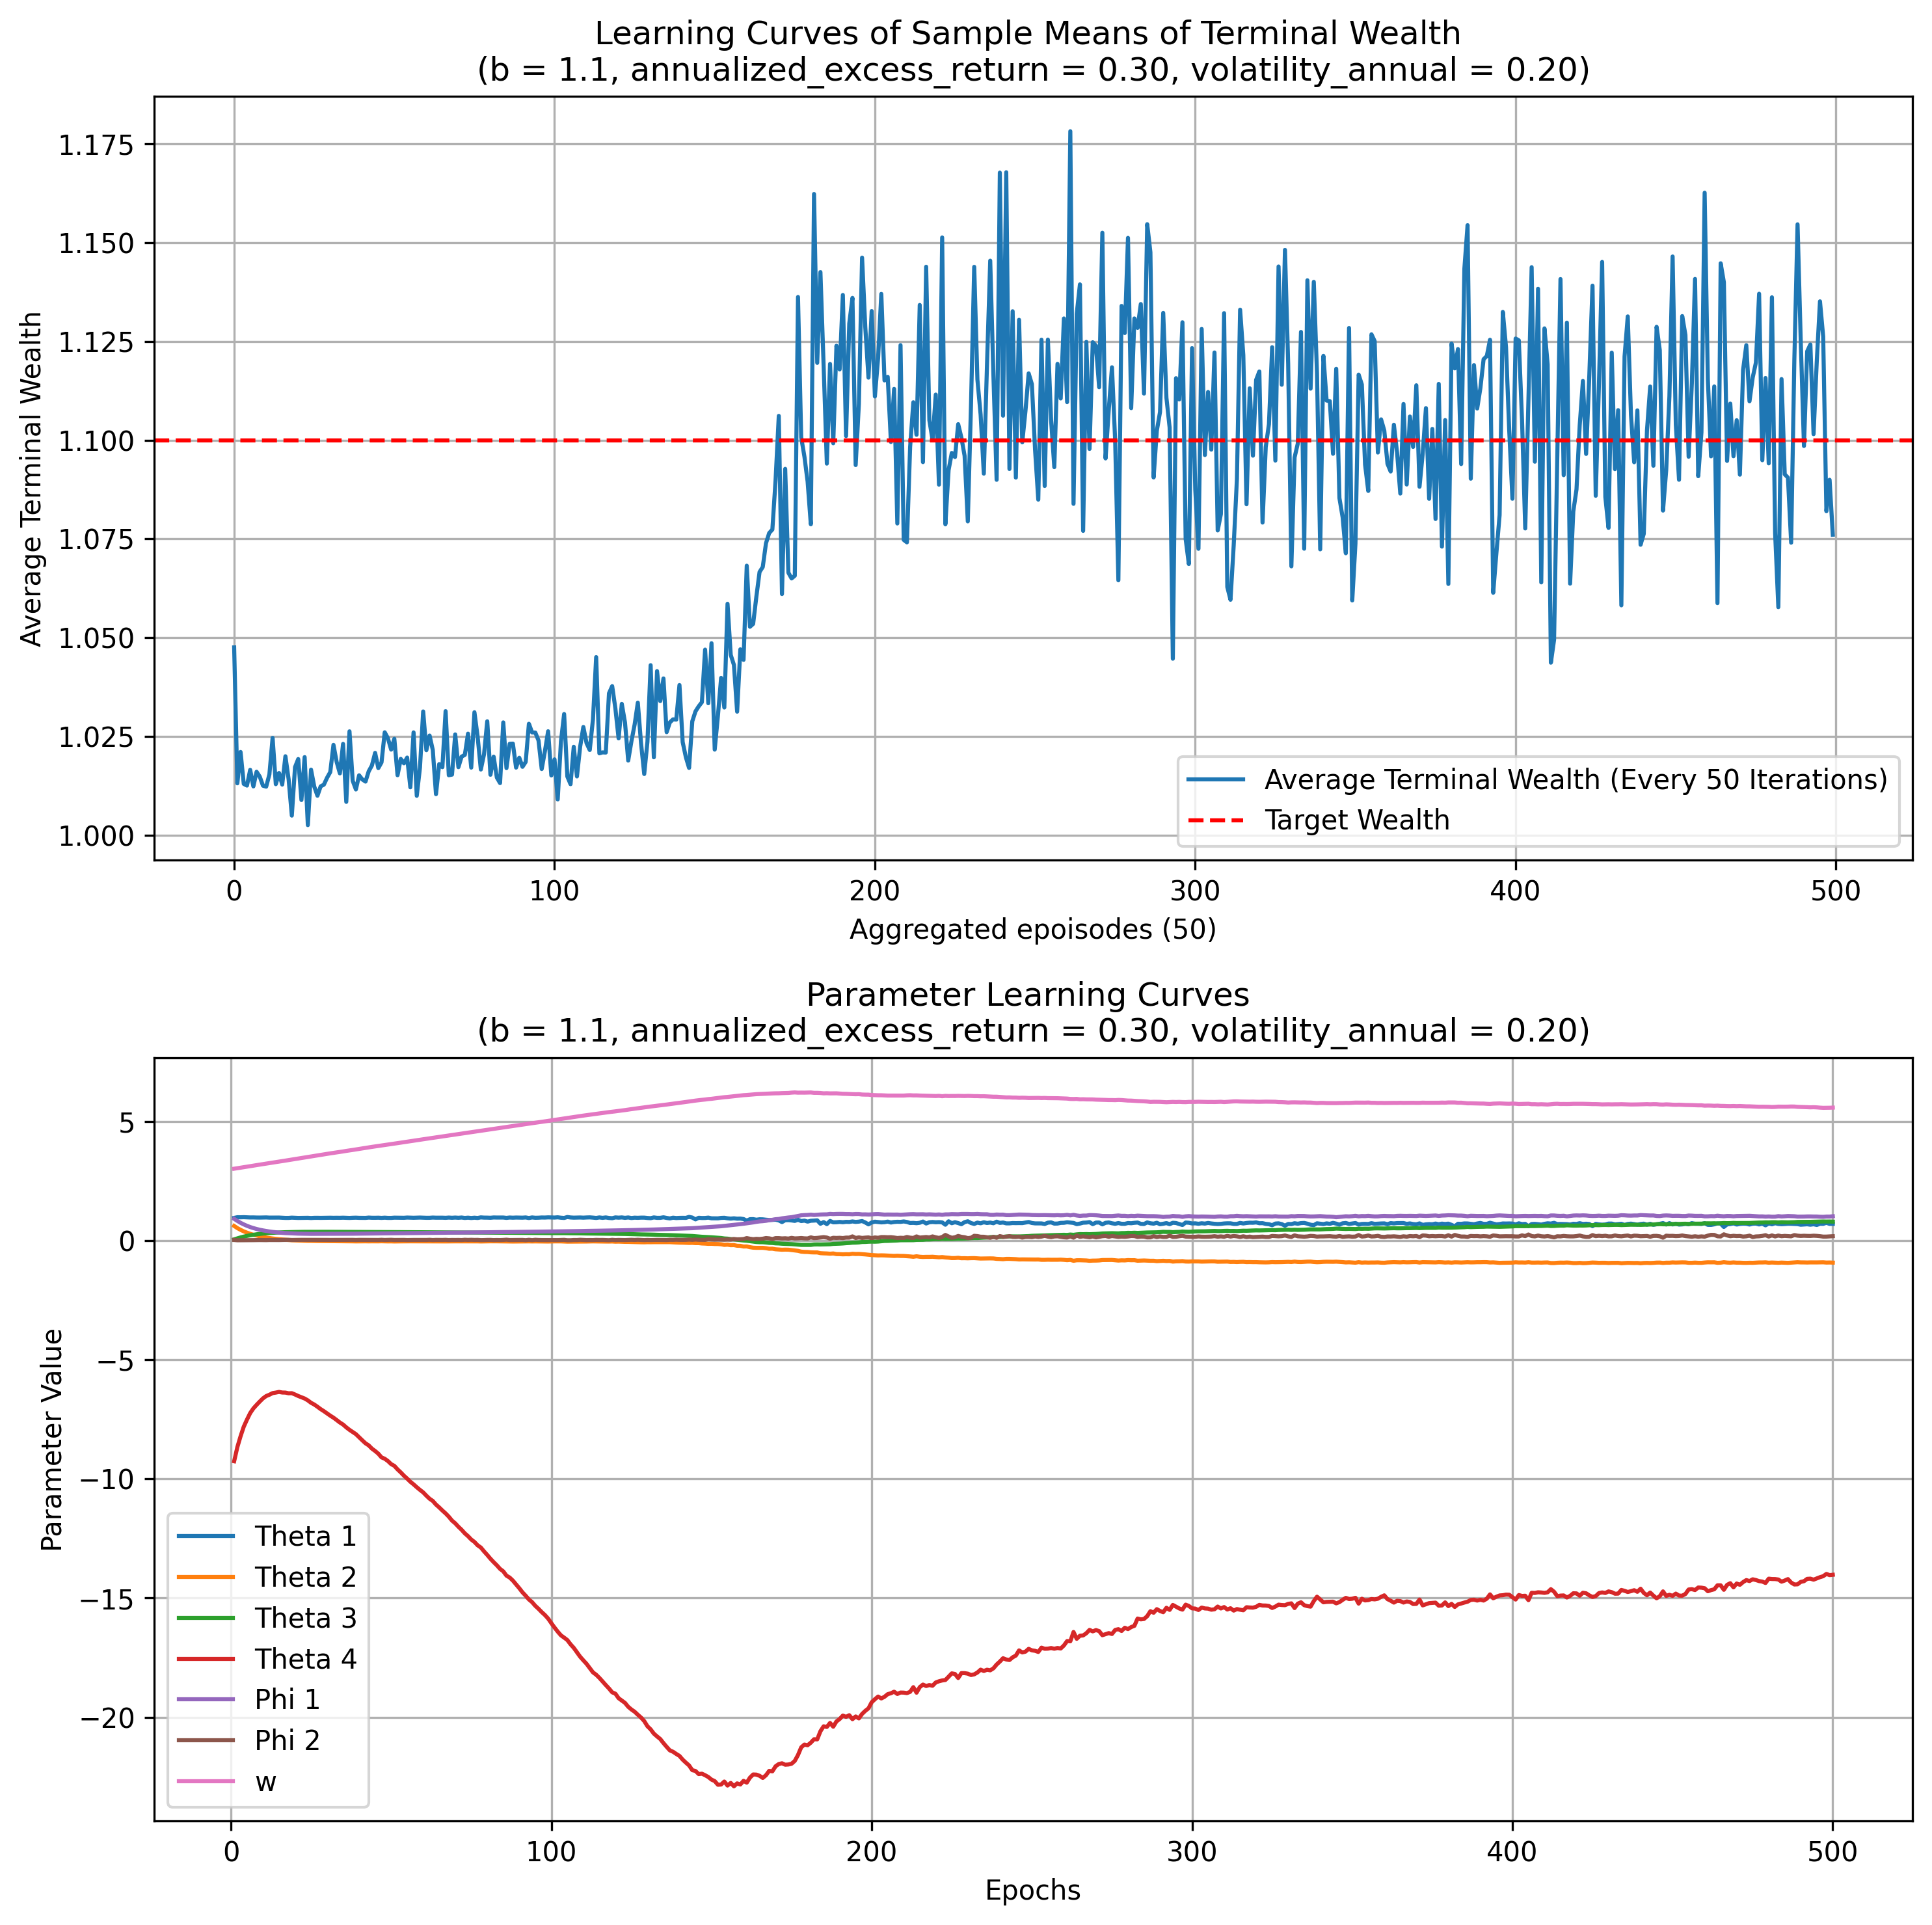 Learning Curves of Sample Means of Terminal Wealth
(b = 1.1, annualized_excess_return = 0.30, volatility_annual = 0.20)
Average Terminal Wealth
1.175
1.150
1.125
1.100
1.075
1.050
1.025
1.000
Average Terminal Wealth (Every 50 Iterations)
Target Wealth
0 100 200 300 400 500
Aggregated epoisodes (50)
Parameter Learning Curves
(b = 1.1, annualized_excess_return = 0.30, volatility_annual = 0.20)
Parameter Value
5
0
−5
−10
−15
−20
Theta 1
Theta 2
Theta 3
Theta 4
Phi 1
Phi 2
w
0 100 200 300 400 500
Epochs